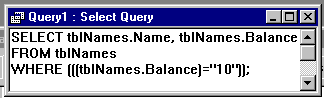 Query1 : Select Query
SELECT tblNames.Name, tblNames.Balance
FROM tblNames
WHERE (((tblNames.Balance)="10"));